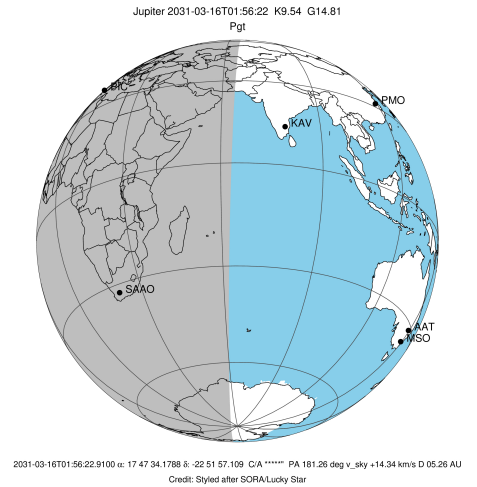 Jupiter 2031-03-16T01:56:22  K9.54  G14.81
Pgt
PIC
PMO
KAV
SAAO
AAT
MSO
2031-03-16T01:56:22.9100 α: 17 47 34.1788 δ: -22 51 57.109  C/A *****"  PA 181.26 deg v_sky +14.34 km/s D 05.26 AU
Credit: Styled after SORA/Lucky Star